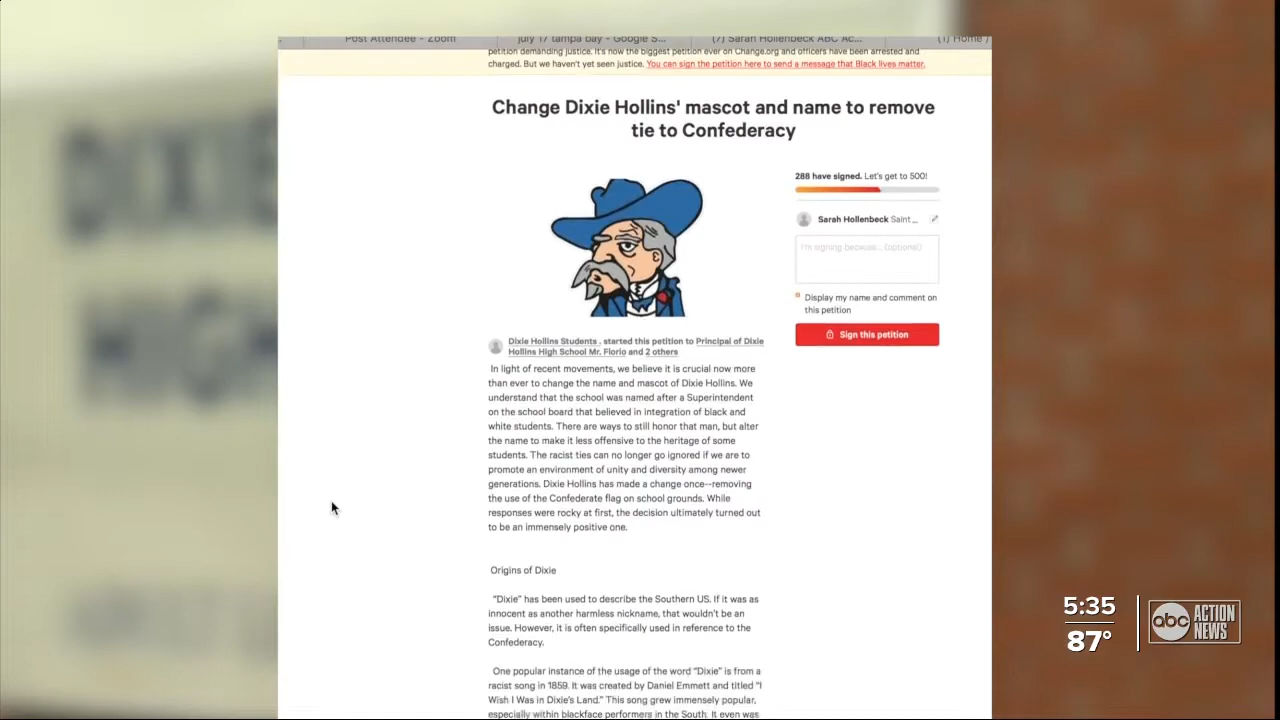 Post Attendee - Zoom
july 17 tampa bay - Google S...
(7) Sarah Hollenbeck ABC Ac...
(1) Home /
petition demanding justice. It's now the biggest petition ever on Change.org and officers have been arrested and
charged. But we haven't yet seen justice. You can sign the petition here to send a message that Black lives matter.
Change Dixie Hollins' mascot and name to remove
tie to Confederacy
288 have signed. Let's get to 500!
Sarah Hollenbeck Saint ...
I'm signing because... (optional)
Display my name and comment on
this petition
Sign this petition
Dixie Hollins Students . started this petition to Principal of Dixie
Hollins High School Mr. Florio and 2 others
In light of recent movements, we believe it is crucial now more
than ever to change the name and mascot of Dixie Hollins. We
understand that the school was named after a Superintendent
on the school board that believed in integration of black and
white students. There are ways to still honor that man, but alter
the name to make it less offensive to the heritage of some
students. The racist ties can no longer go ignored if we are to
promote an environment of unity and diversity among newer
generations. Dixie Hollins has made a change once--removing
the use of the Confederate flag on school grounds. While
responses were rocky at first, the decision ultimately turned out
to be an immensely positive one.
Origins of Dixie
"Dixie" has been used to describe the Southern US. If it was as
innocent as another harmless nickname, that wouldn't be an
issue. However, it is often specifically used in reference to the
Confederacy.
One popular instance of the usage of the word "Dixie" is from a
racist song in 1859. It was created by Daniel Emmett and titled "I
Wish I Was in Dixie's Land." This song grew immensely popular,
especially within blackface performers in the South. It even was
5:35
87°
abc ACTION
NEWS